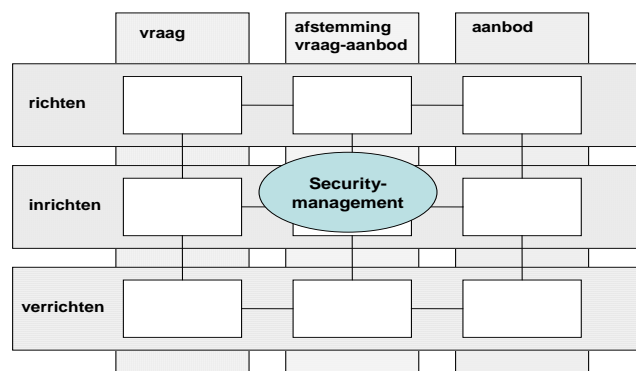 vraag
afstemming
vraag-aanbod
aanbod
richten
inrichten
Security-
management
verrichten